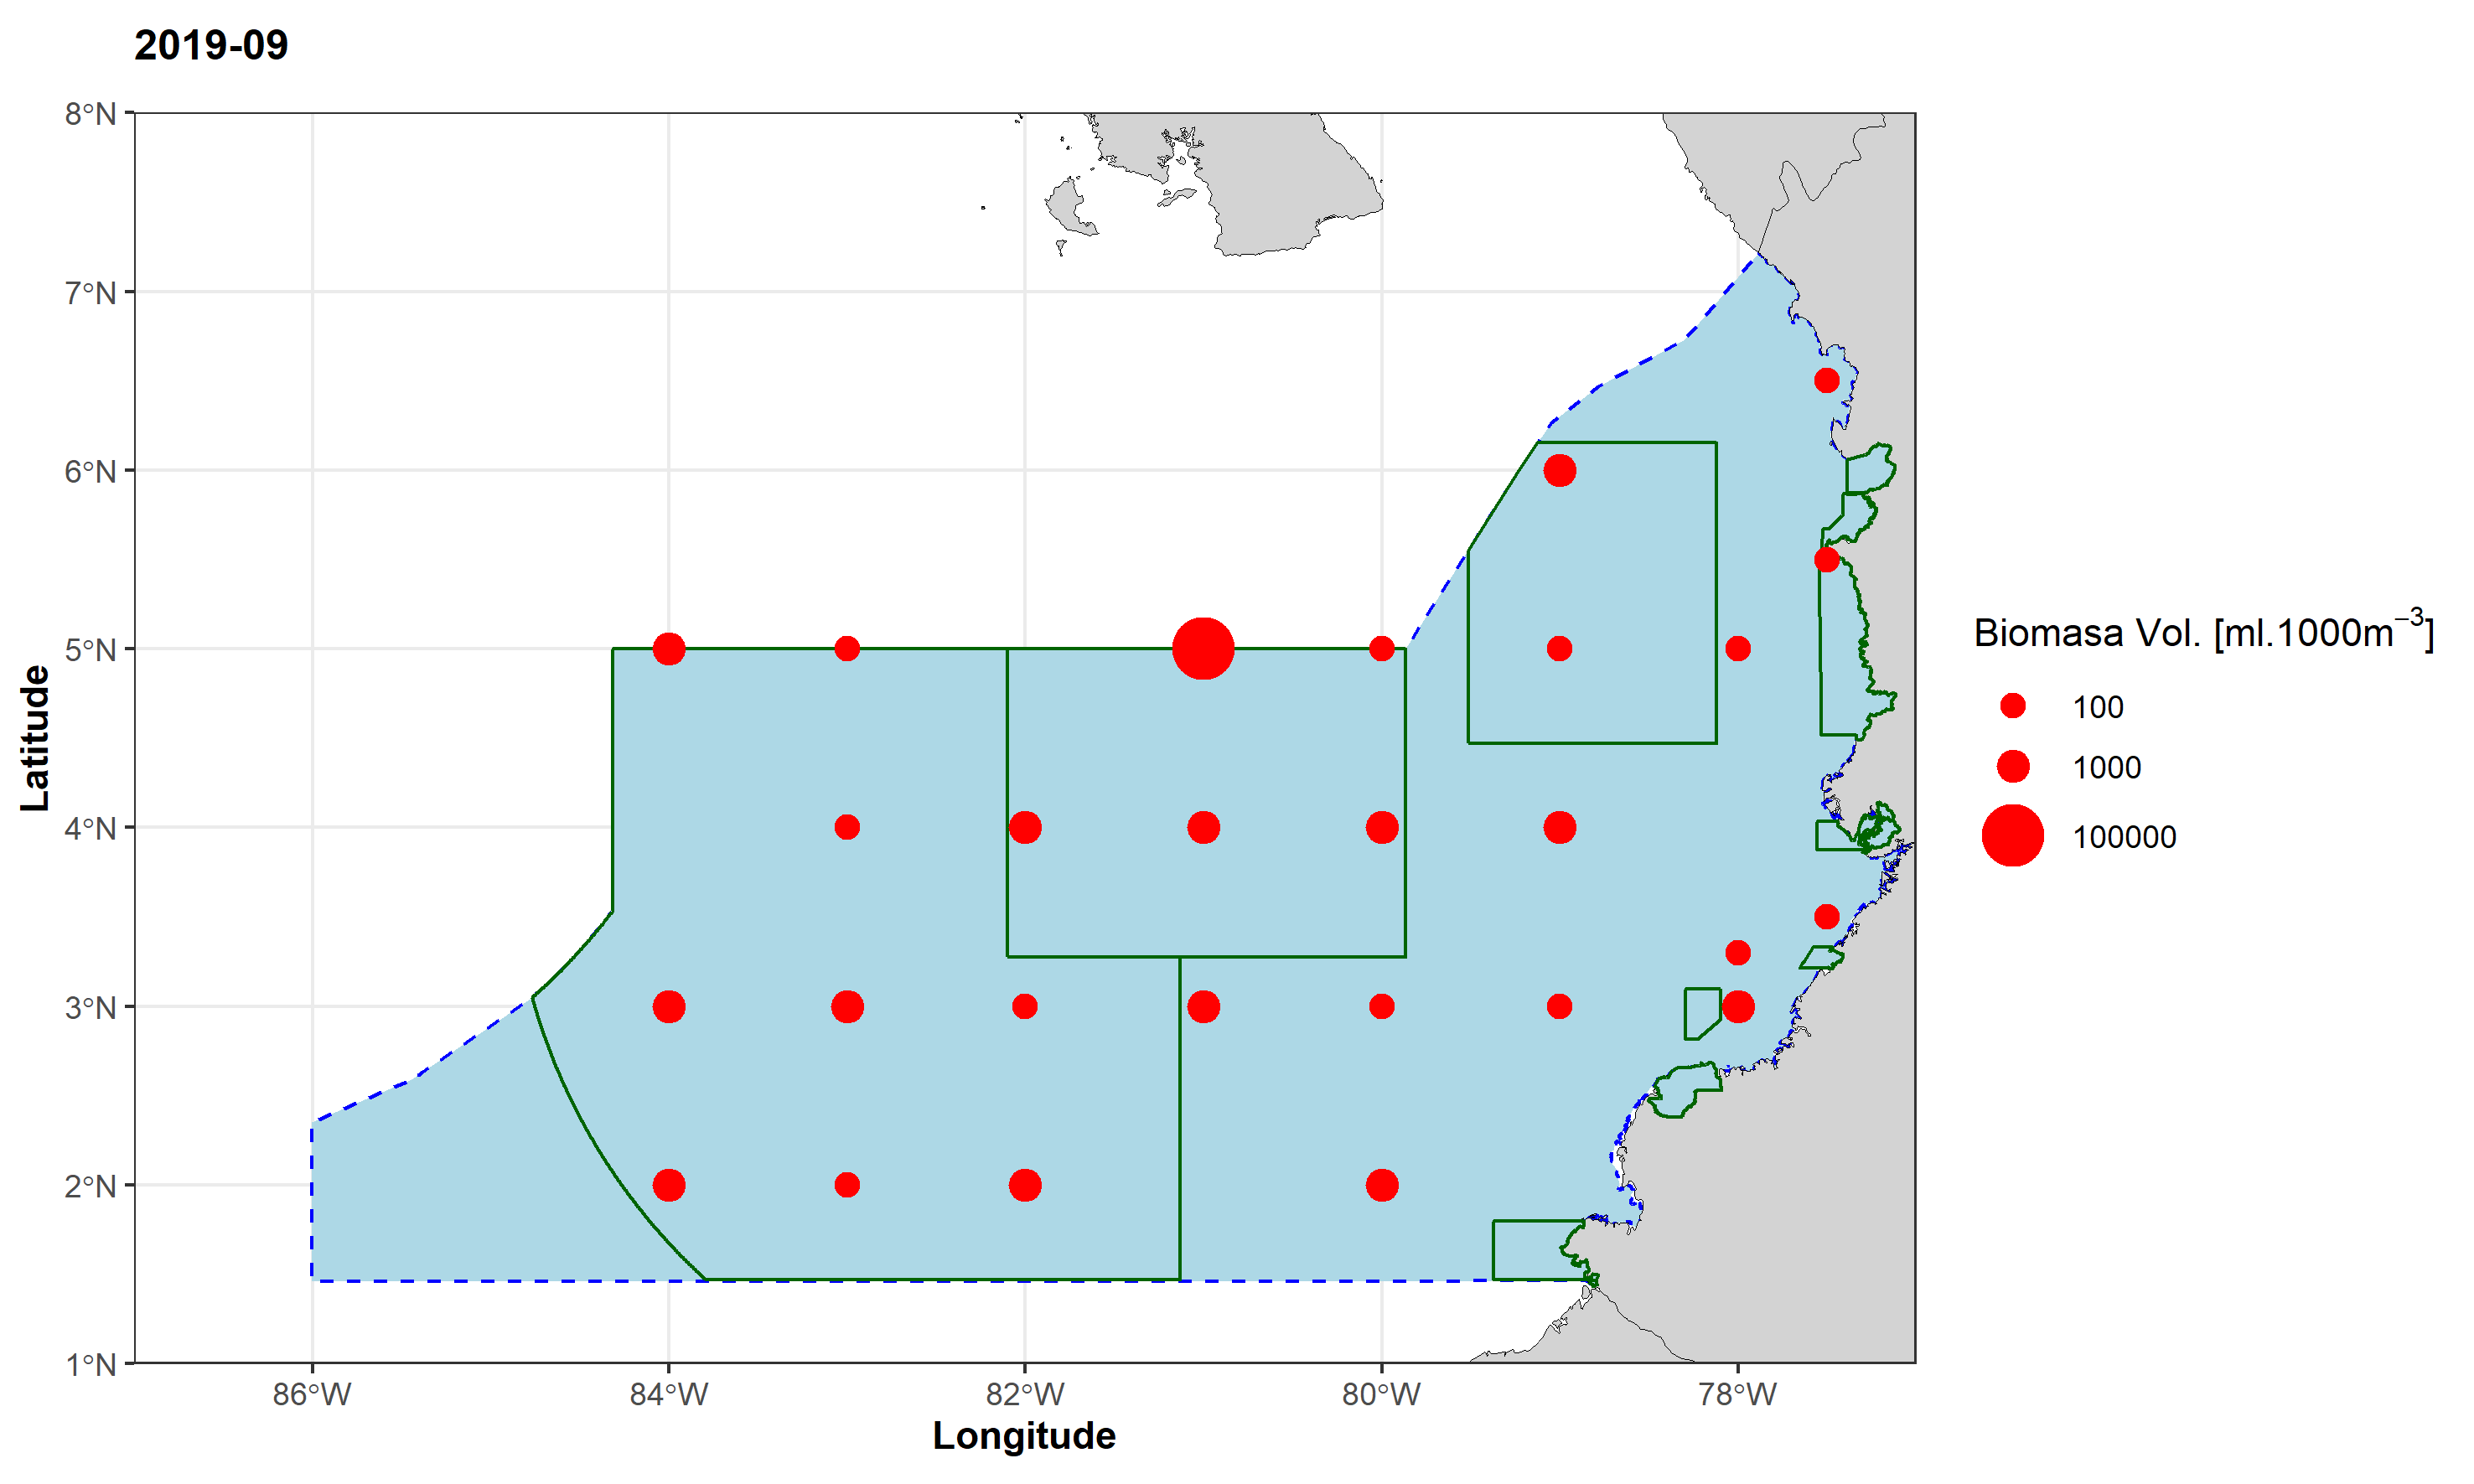 2019-09
8°N
7°N
6°N
5°N
4°N
3°N
2°N
1°N
Latitude
86°W 84°W 82°W 80°W 78°W
Longitude
Biomasa Vol. [ml.1000m⁻³]
100
1000
100000